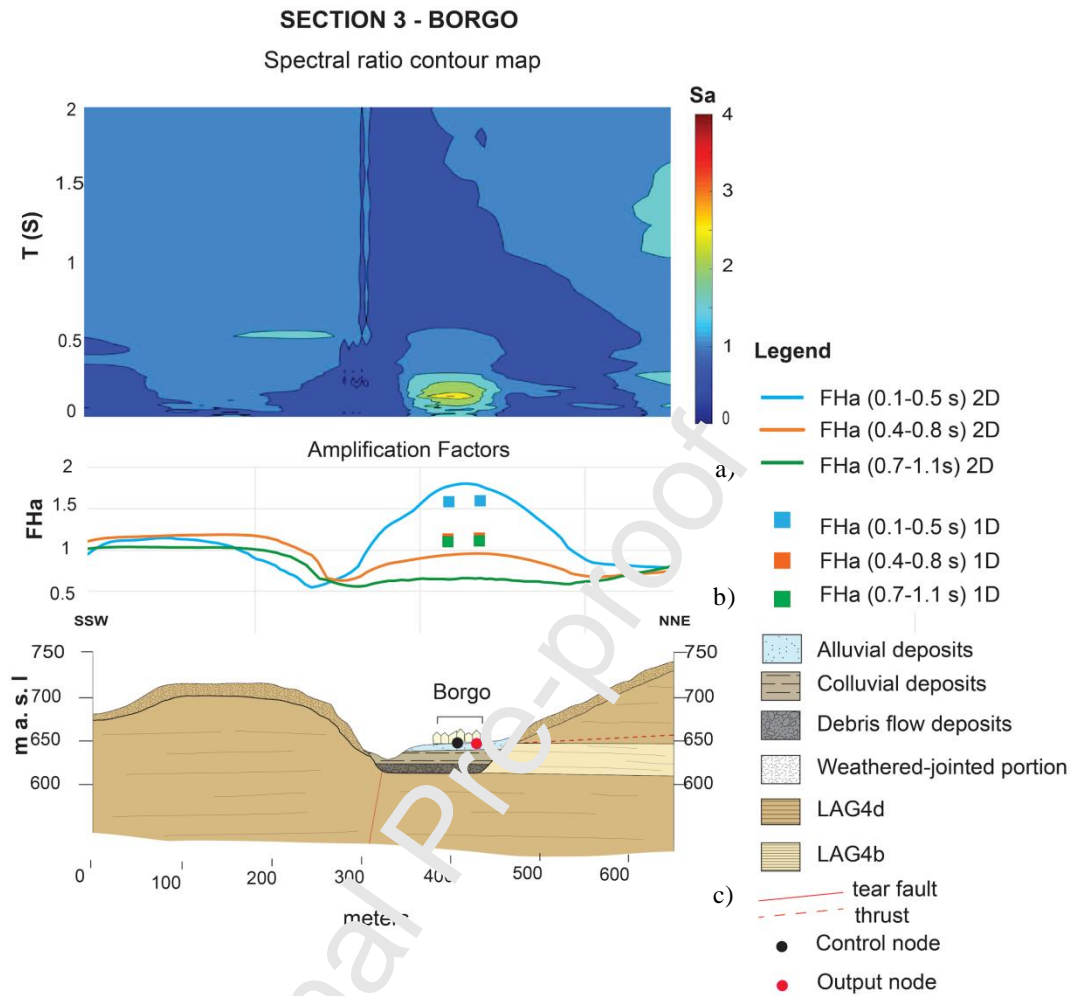 SECTION 3 - BORGO
Spectral ratio contour map
Sa
2
1.5
1
0.5
0
T (S)
4
3
2
1
0
Amplification Factors
a)
2
1.5
1
0.5
FHa
b)
SSW
NNE
750
700
650
600
m a. s. l
Borgo
750
700
650
600
0
100
200
300
400
500
600
meters
c)
Legend
FHa (0.1-0.5 s) 2D
FHa (0.4-0.8 s) 2D
FHa (0.7-1.1s) 2D
FHa (0.1-0.5 s) 1D
FHa (0.4-0.8 s) 1D
FHa (0.7-1.1 s) 1D
Alluvial deposits
Colluvial deposits
Debris flow deposits
Weathered-jointed portion
LAG4d
LAG4b
tear fault
thrust
Control node
Output node
nal Pre-proof